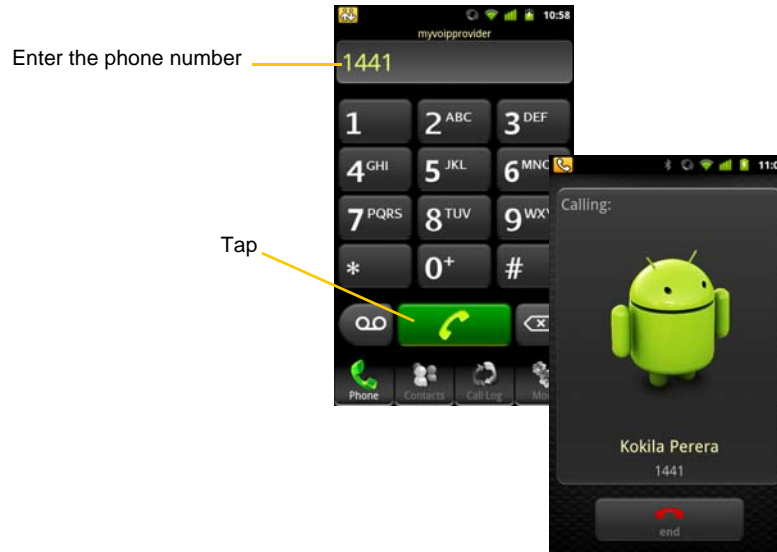 10:58
myvoipprovider
Enter the phone number
1441
1
2 ABC
3 DEF
4 GHI
5 JKL
6
7 PQRS
8 TUV
9
Tap
*
0 +
#
Phone
Contacts
Call Log
Calling:
Kokila Perera
1441
end